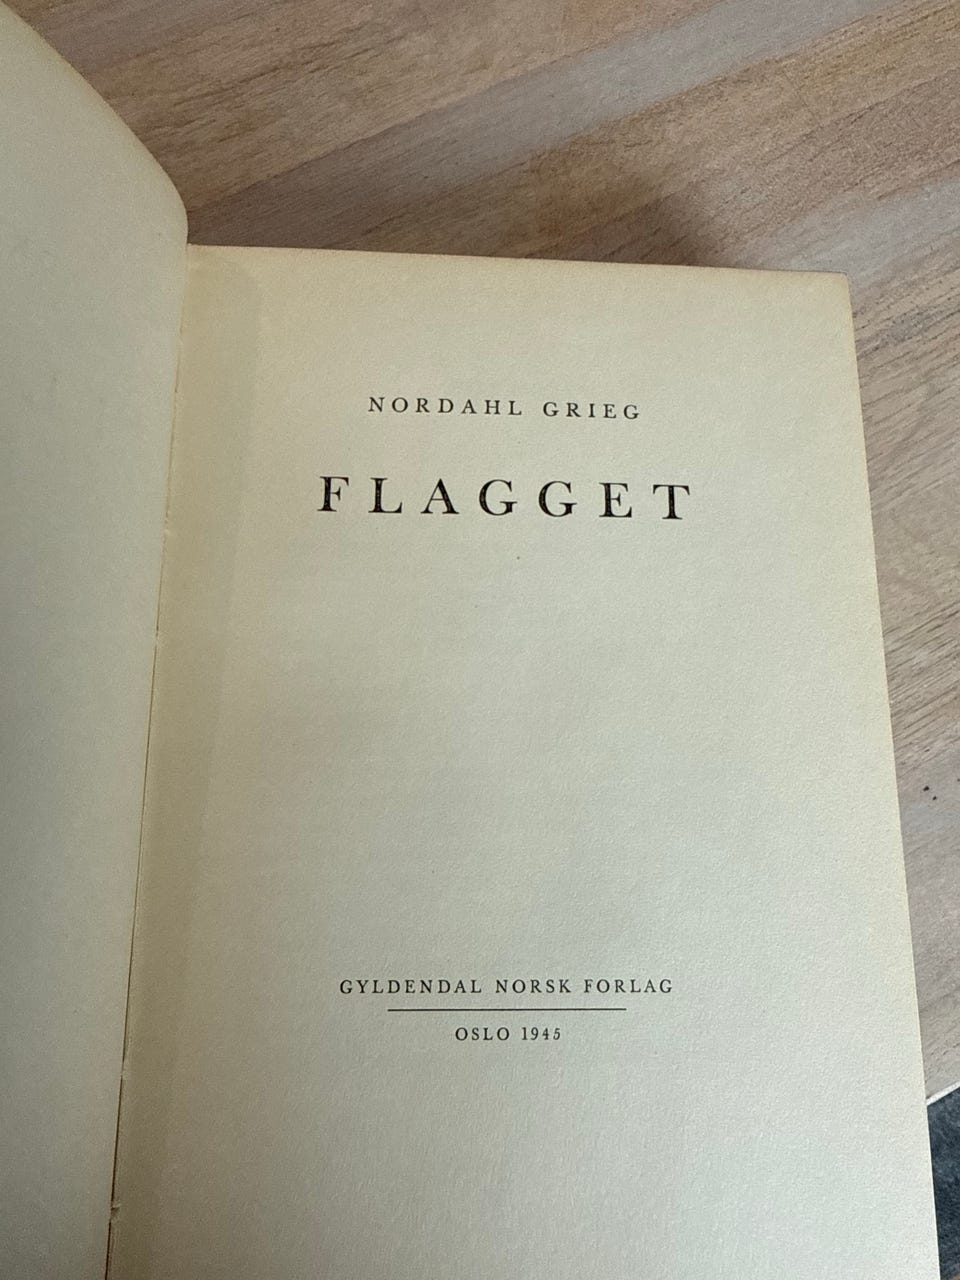 NORDAHL GRIEG
FLAGGET
GYLDENDAL NORSK FORLAG
OSLO 1945